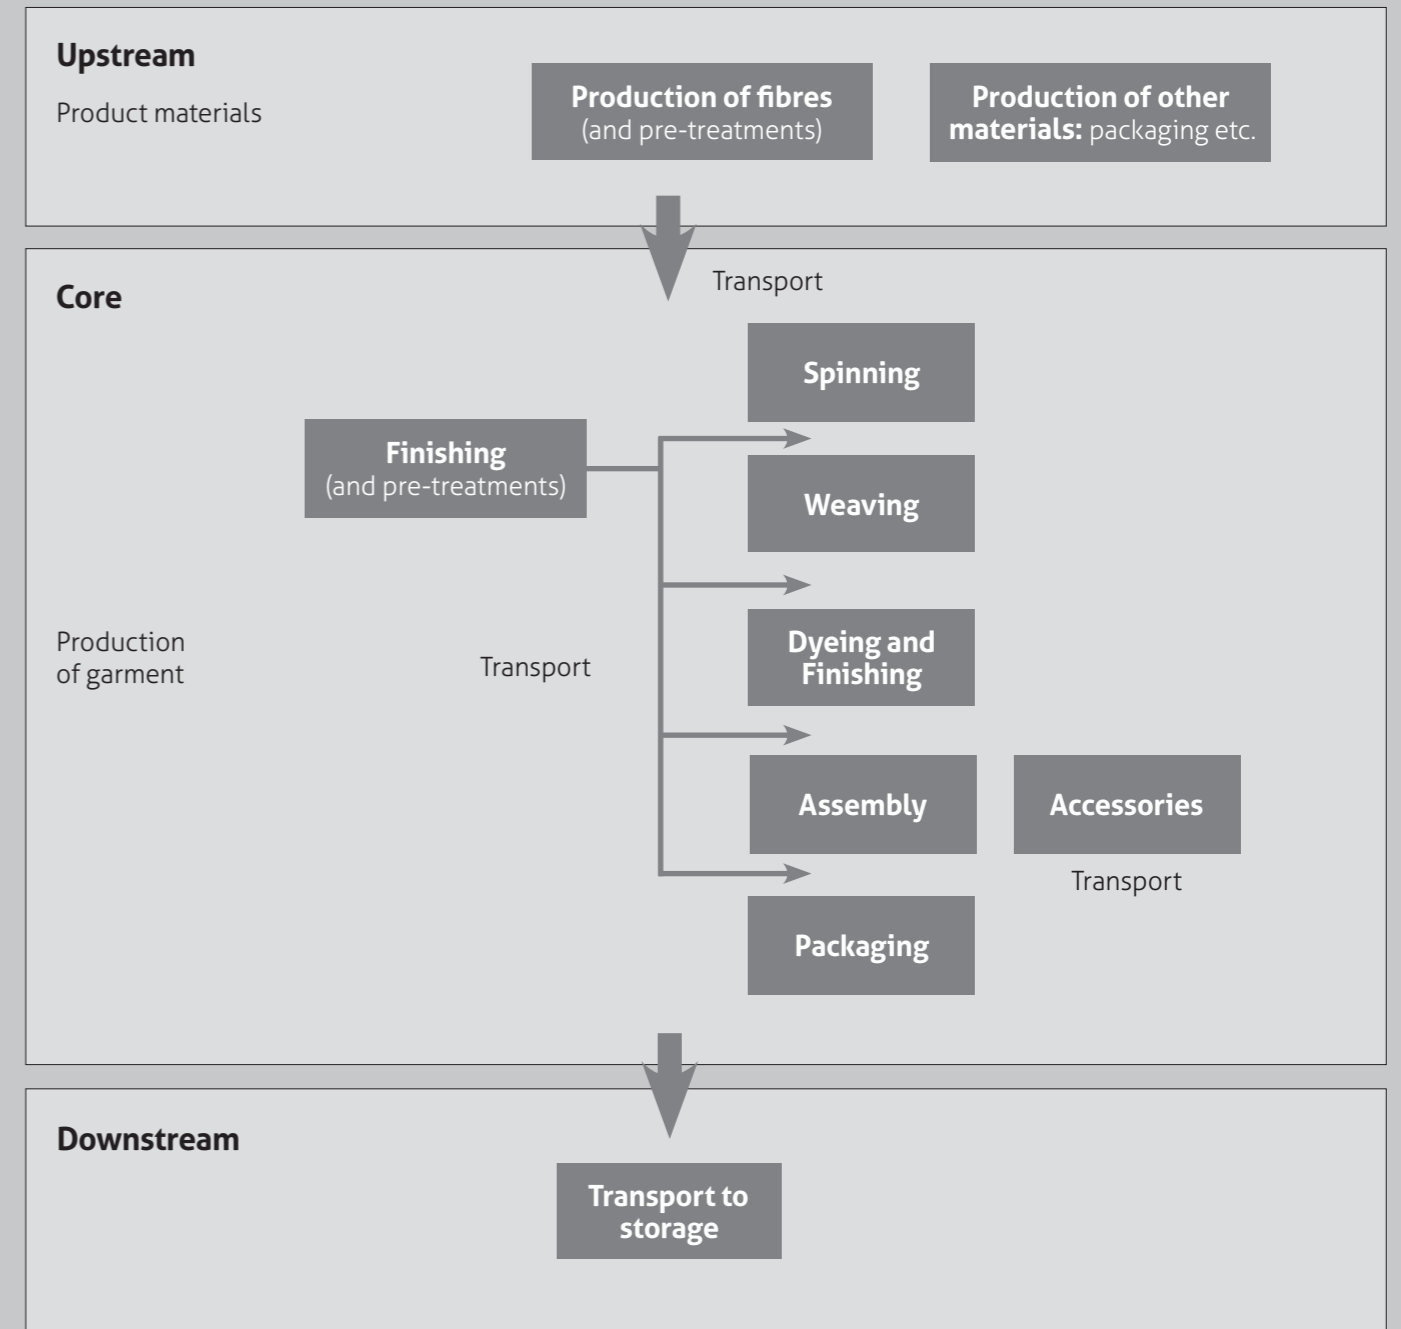 Upstream
Product materials
Production of fibres
(and pre-treatments)
Production of other
materials: packaging etc.
Core
Transport
Spinning
Finishing
(and pre-treatments)
Weaving
Production
of garment
Transport
Dyeing and
Finishing
Assembly
Accessories
Transport
Packaging
Downstream
Transport to
storage